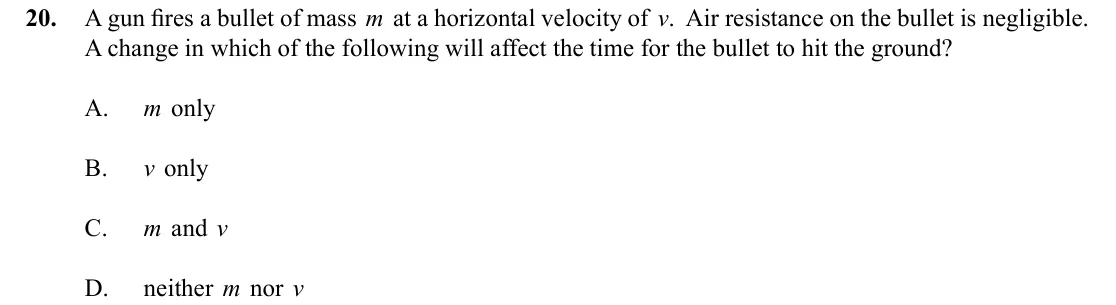 20. A gun fires a bullet of mass m at a horizontal velocity of v. Air resistance on the bullet is negligible.
A change in which of the following will affect the time for the bullet to hit the ground?
A. m only
B. v only
C. m and v
D. neither m nor v